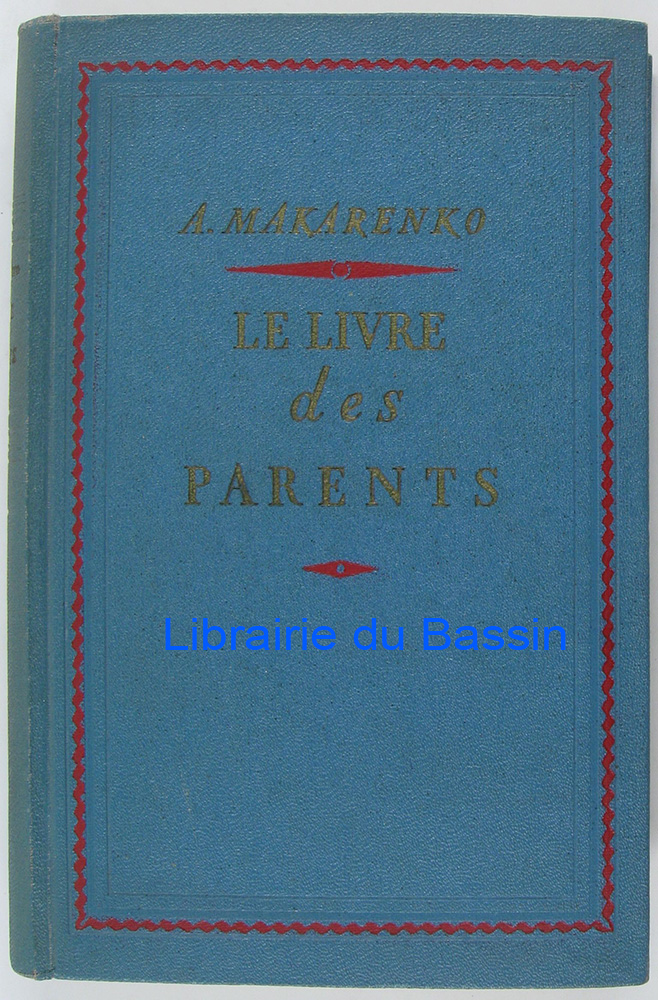 A. MAKARENKO
LE LIVRE
des
PARENTS
Librairie du Bassin